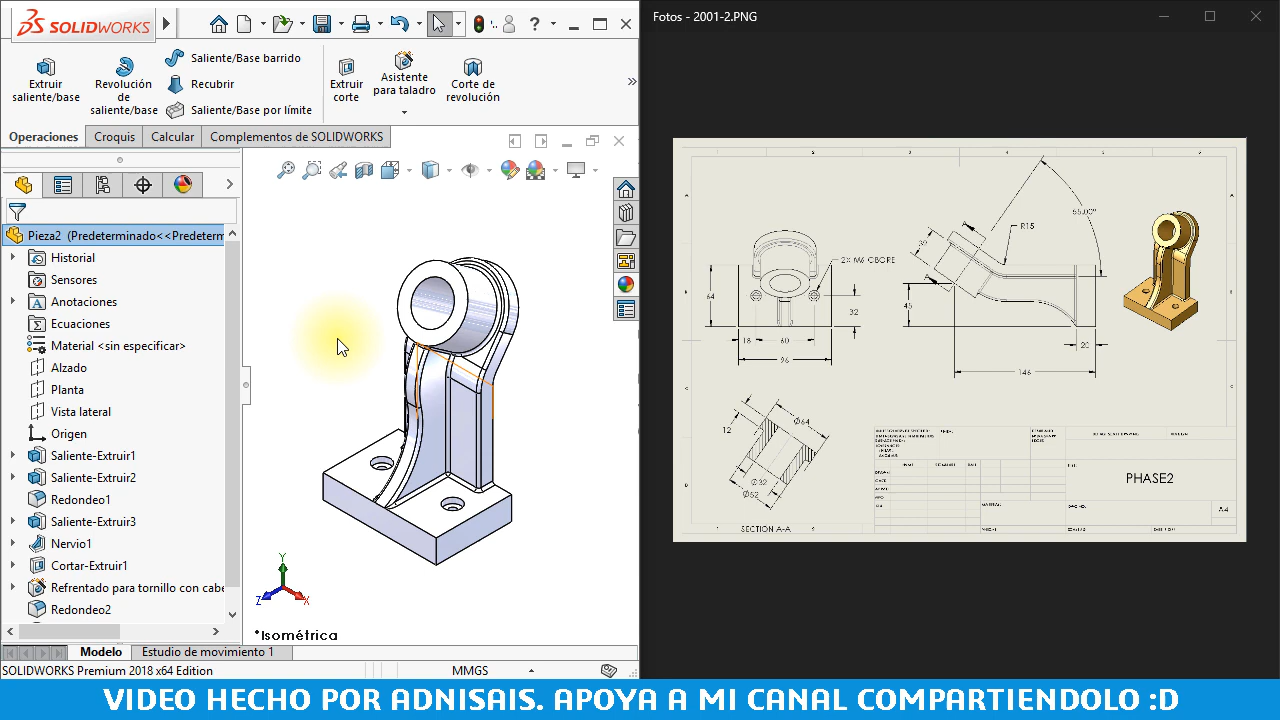 SOLIDWORKS
Fotos - 2001-2.PNG
Extruir saliente/base
Revolución de saliente/base
Saliente/Base barrido
Recubrir
Saliente/Base por límite
Extruir corte
Asistente para taladro
Corte de revolución
Operaciones
Croquis
Calcular
Complementos de SOLIDWORKS
Pieza2 (Predeterminado<<Predeterm
Historial
Sensores
Anotaciones
Ecuaciones
Material <sin especificar>
Alzado
Planta
Vista lateral
Origen
Saliente-Extruir1
Saliente-Extruir2
Redondeo1
Saliente-Extruir3
Nervio1
Cortar-Extruir1
Refrentado para tornillo con cabe
Redondeo2
Y
Z
X
*Isométrica
Modelo
Estudio de movimiento 1
SOLIDWORKS Premium 2018 x64 Edition
MMGS
65.00°
R15
A
A
2X M6 CBORE
64
45
32
18
60
96
20
146
12
Ø64
Ø32
Ø52
SECTION A-A
PHASE2
A4
VIDEO HECHO POR ADNISAIS. APOYA A MI CANAL COMPARTIENDOLO :D